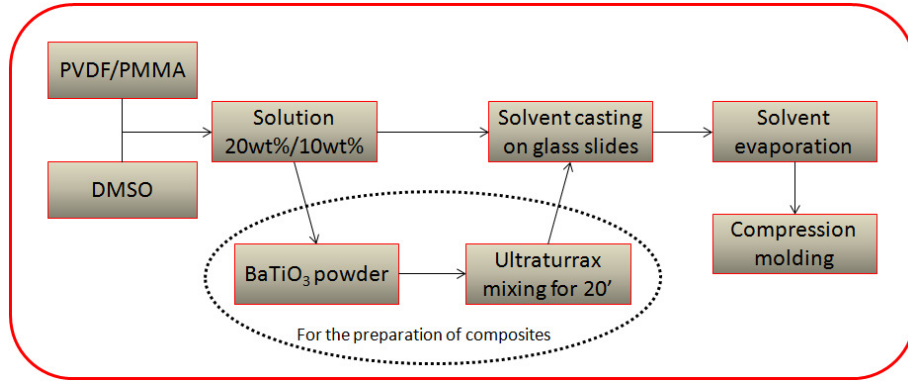 PVDF/PMMA
DMSO
Solution
20wt%/10wt%
Solvent casting
on glass slides
Solvent
evaporation
Compression
molding
BaTiO₃ powder
Ultraturrax
mixing for 20’
For the preparation of composites